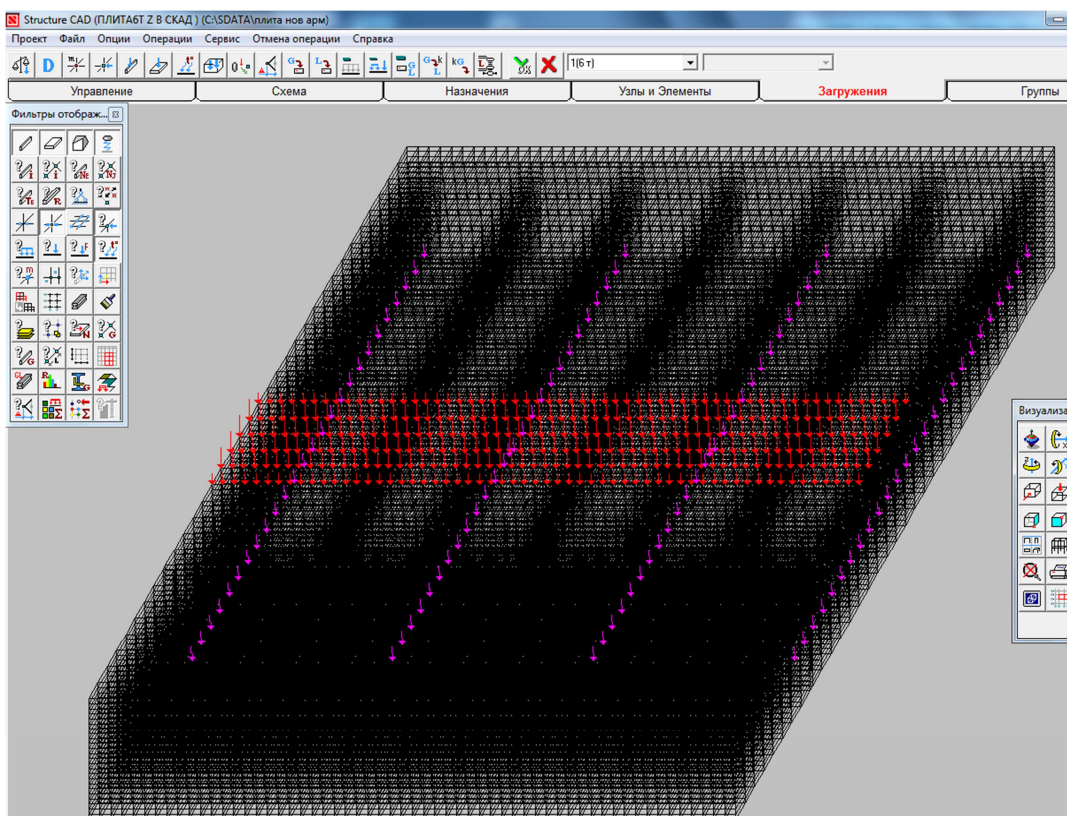 Structure CAD (ПЛИТА6Т Z В СКАД ) (C:\SDATA\плита нов арм)
Проект Файл Опции Операции Сервис Отмена операции Справка
1(6 т)
Управление Схема Назначения Узлы и Элементы Загружения Группы
Фильтры отображ...
Визуализа